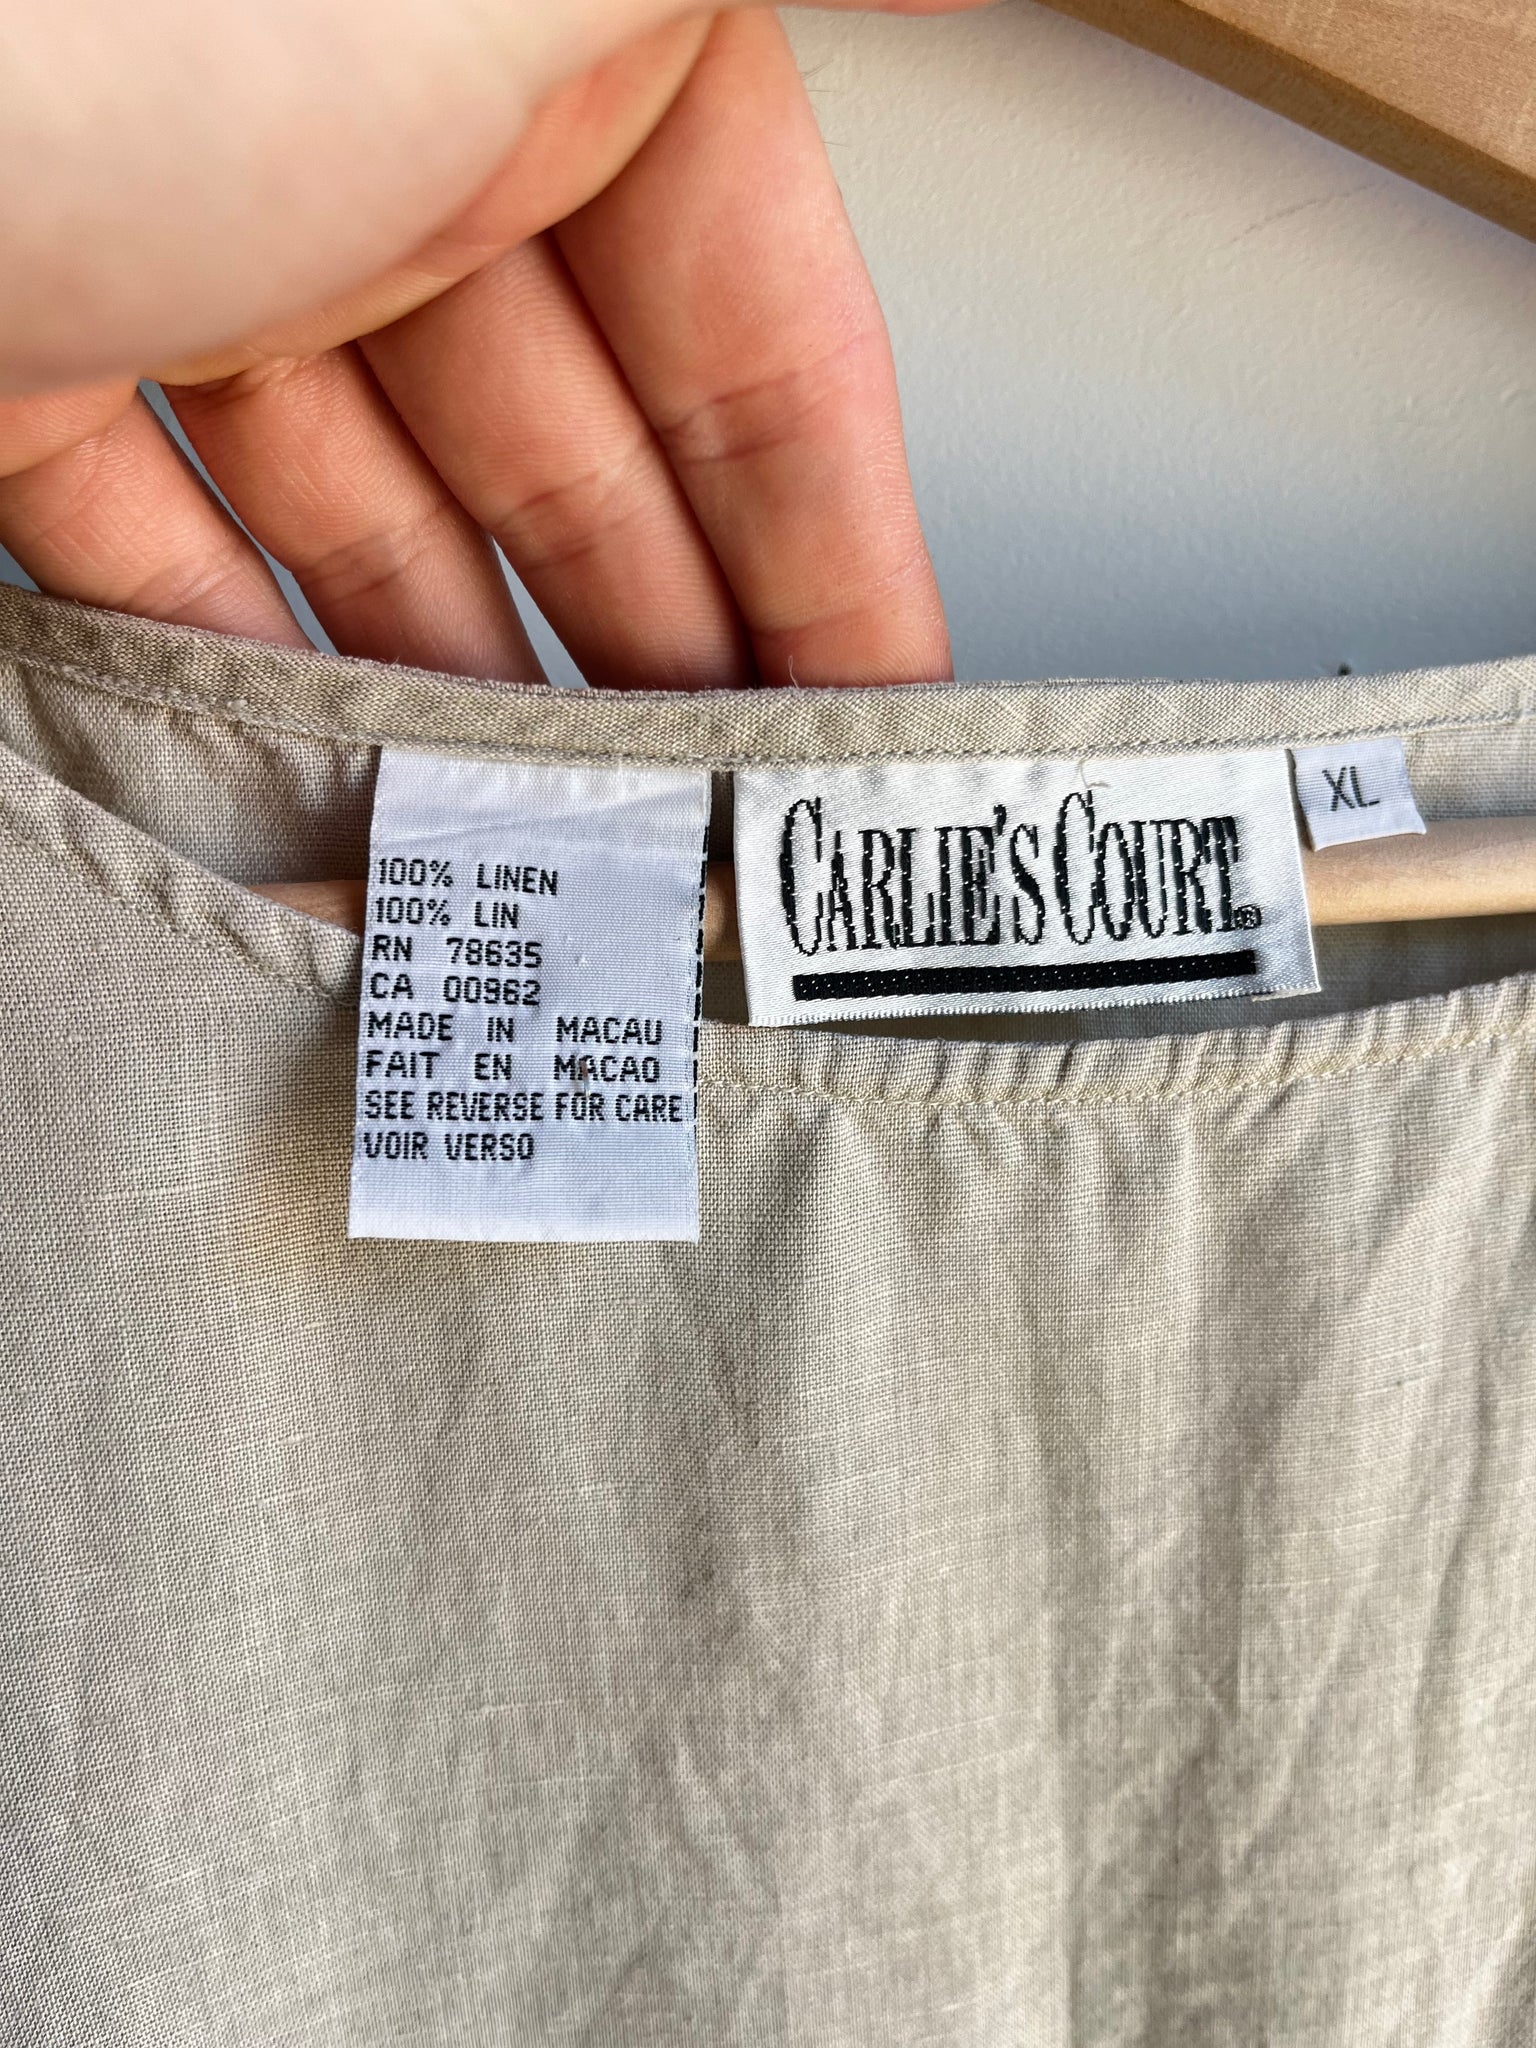 100% LINEN
100% LIN
RN 78635
CA 00962
MADE IN MACAU
FAIT EN MACAO
SEE REVERSE FOR CARE
VOIR VERSO
CARLIE'S COURT®
XL